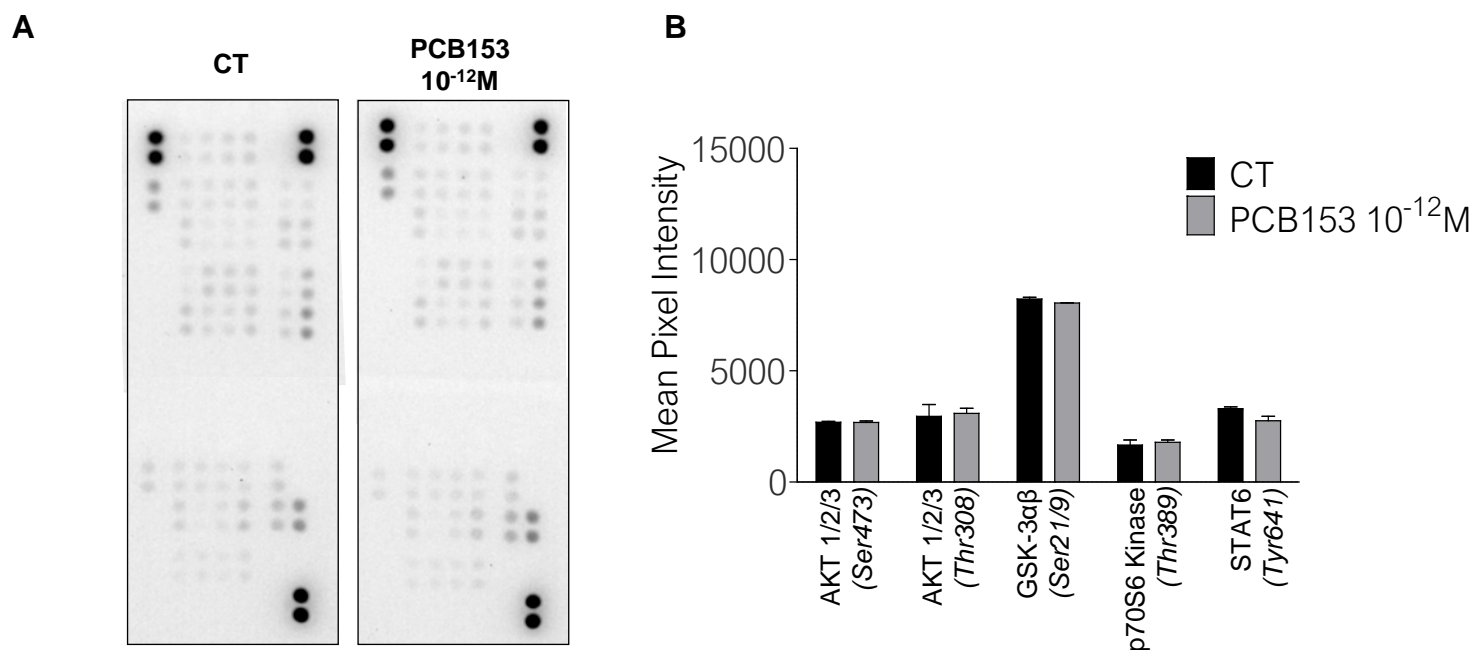 A
CT
PCB153
10⁻¹²M
B
Mean Pixel Intensity
15000
10000
5000
0
CT
PCB153 10⁻¹²M
AKT 1/2/3
(Ser473)
AKT 1/2/3
(Thr308)
GSK-3αβ
(Ser21/9)
p70S6 Kinase
(Thr389)
STAT6
(Tyr641)